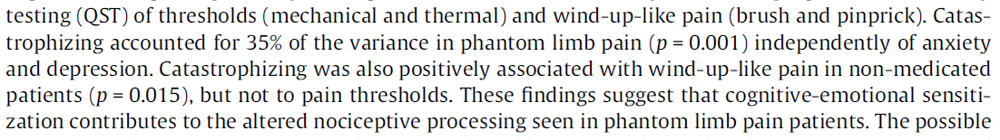 testing (QST) of thresholds (mechanical and thermal) and wind-up-like pain (brush and pinprick). Catas-
trophizing accounted for 35% of the variance in phantom limb pain (p = 0.001) independently of anxiety
and depression. Catastrophizing was also positively associated with wind-up-like pain in non-medicated
patients (p = 0.015), but not to pain thresholds. These findings suggest that cognitive-emotional sensiti-
zation contributes to the altered nociceptive processing seen in phantom limb pain patients. The possible